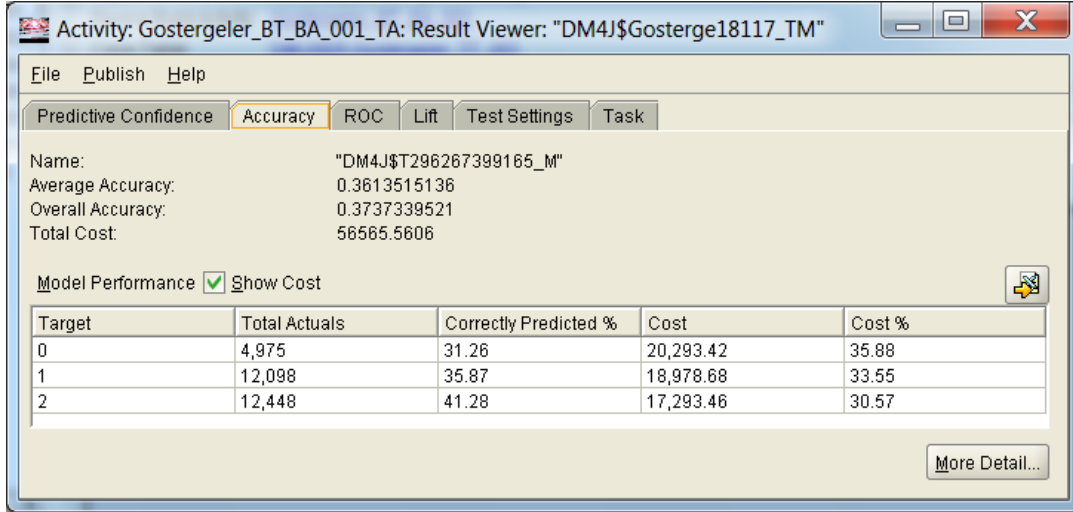 Activity: Gostergeler_BT_BA_001_TA: Result Viewer: "DM4J$Gosterge18117_TM"
File Publish Help
Predictive Confidence Accuracy ROC Lift Test Settings Task
Name: "DM4J$T296267399165_M"
Average Accuracy: 0.3613515136
Overall Accuracy: 0.3737339521
Total Cost: 56565.5606
Model Performance Show Cost
Target Total Actuals Correctly Predicted % Cost Cost %
0 4,975 31.26 20,293.42 35.88
1 12,098 35.87 18,978.68 33.55
2 12,448 41.28 17,293.46 30.57
More Detail...